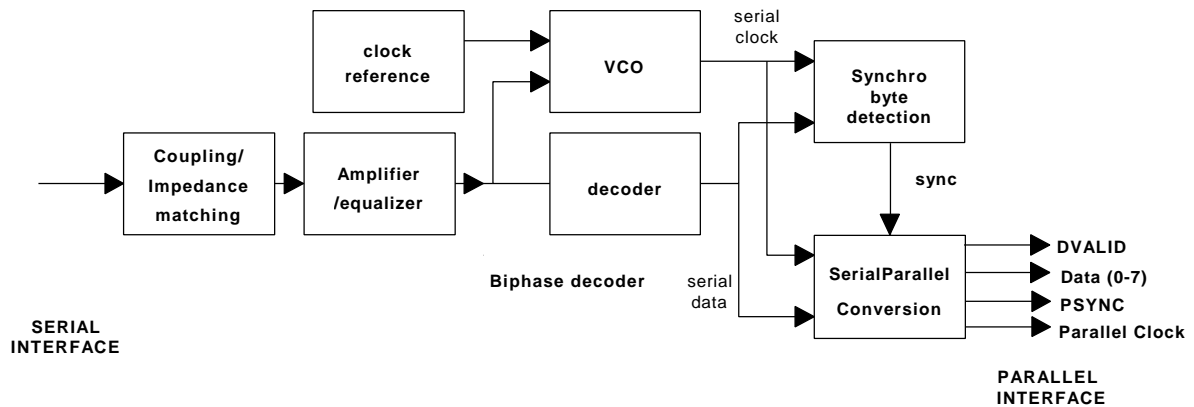 serial
clock
clock
reference
VCO
Synchro
byte
detection
Coupling/
Impedance
matching
Amplifier
/equalizer
decoder
sync
Biphase decoder
serial
data
SerialParallel
Conversion
DVALID
Data (0-7)
PSYNC
Parallel Clock
SERIAL
INTERFACE
PARALLEL
INTERFACE